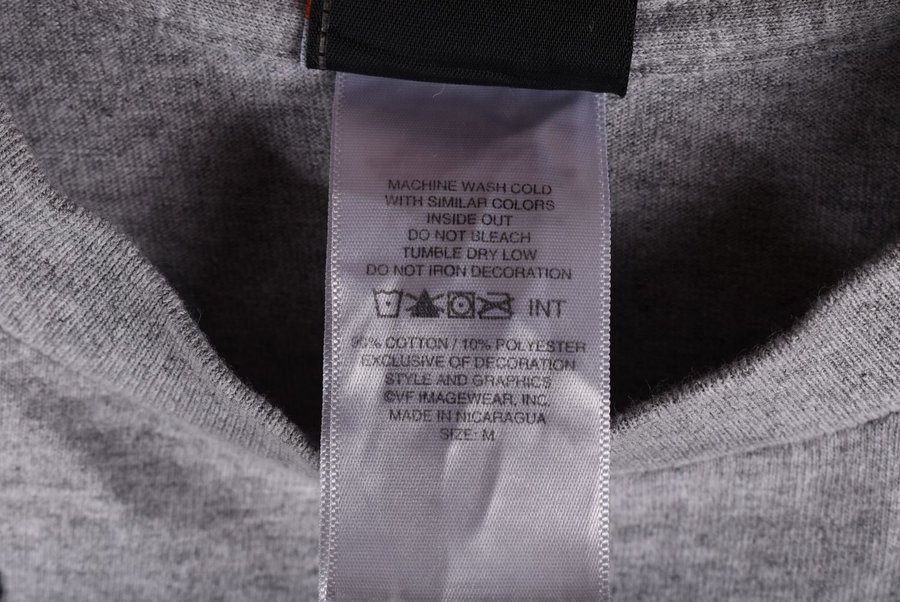 MACHINE WASH COLD
WITH SIMILAR COLORS
INSIDE OUT
DO NOT BLEACH
TUMBLE DRY LOW
DO NOT IRON DECORATION
INT
COTTON / 10% POLYESTER
EXCLUSIVE OF DECORATION
STYLE AND GRAPHICS
©VF IMAGEWEAR, INC.
MADE IN NICARAGUA
SIZE: M